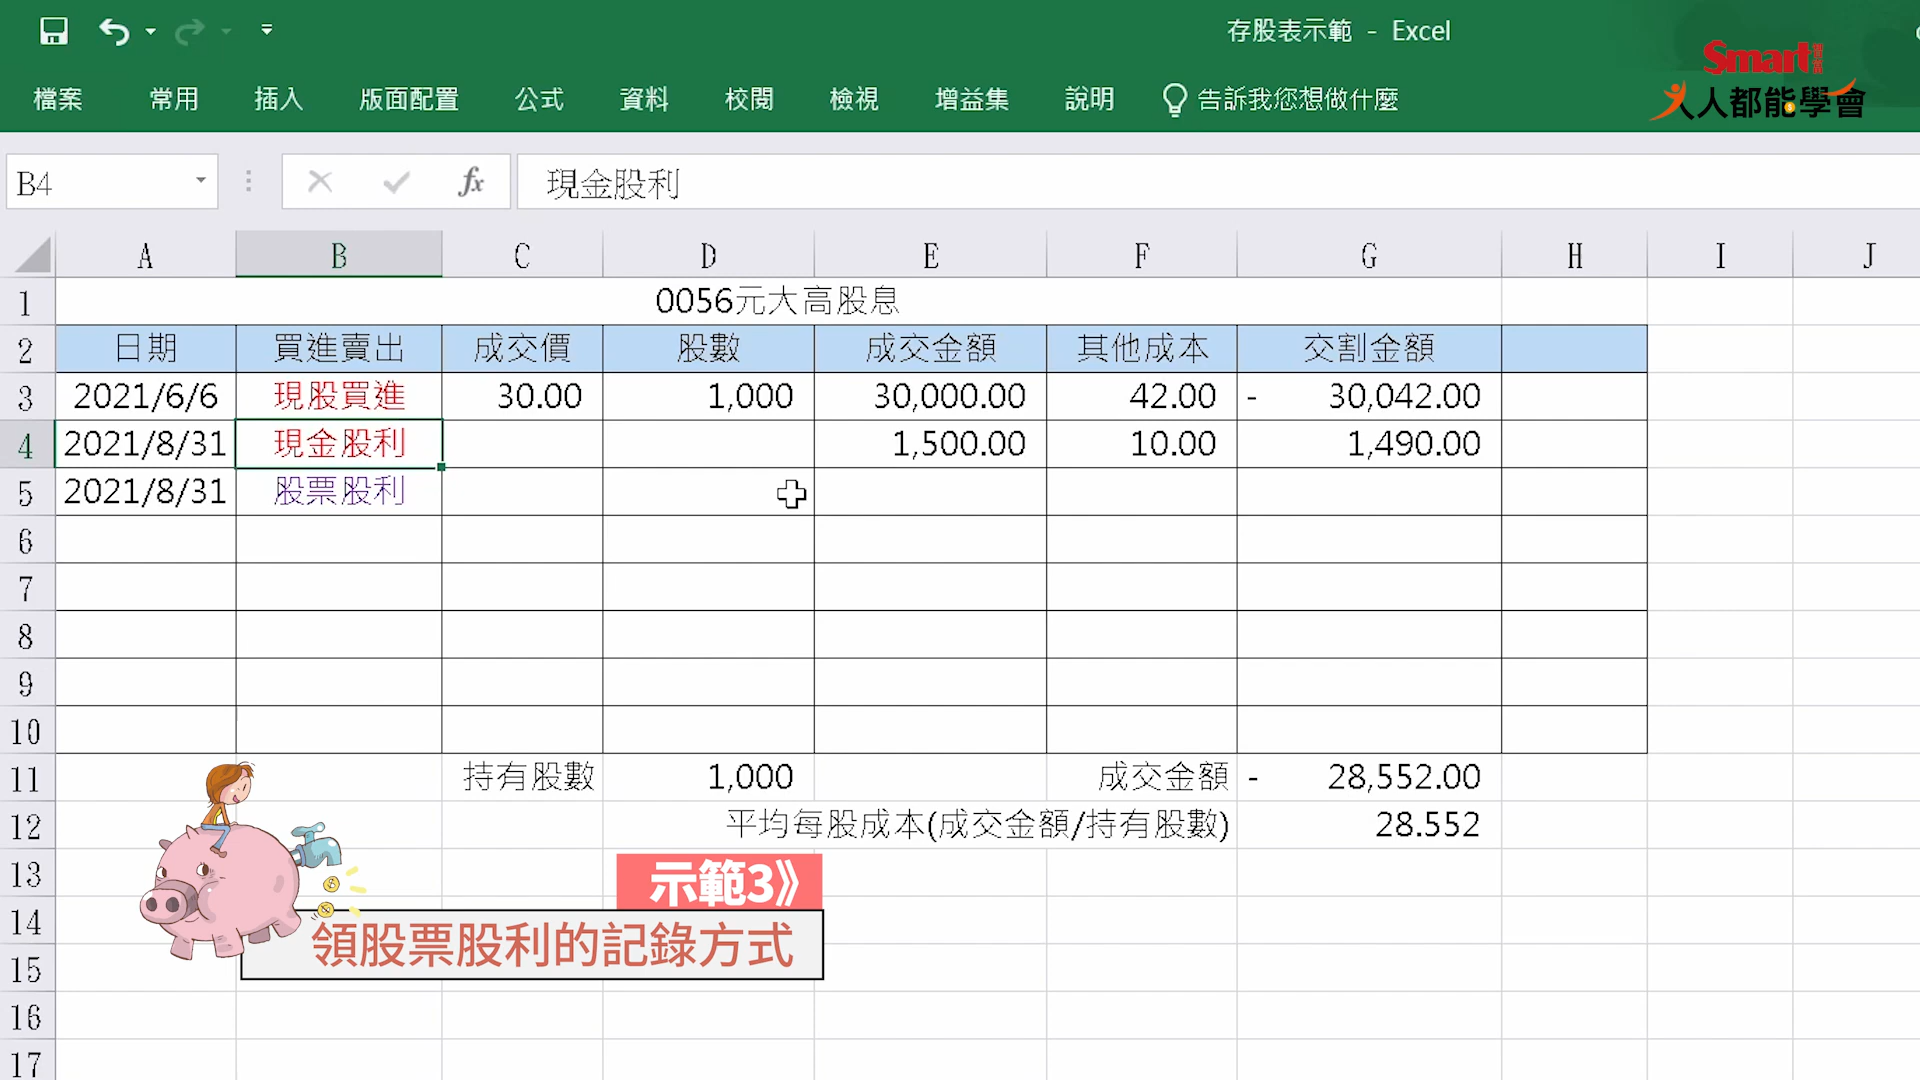 存股表示範 - Excel
Smart智富
人人都能學會
檔案 常用 插入 版面配置 公式 資料 校閱 檢視 增益集 說明 告訴我您想做什麼
B4 fx 現金股利
A B C D E F G H I J
1 0056元大高股息
2 日期 買進賣出 成交價 股數 成交金額 其他成本 交割金額
3 2021/6/6 現股買進 30.00 1,000 30,000.00 42.00 - 30,042.00
4 2021/8/31 現金股利 1,500.00 10.00 1,490.00
5 2021/8/31 股票股利
6
7
8
9
10
11 持有股數 1,000 成交金額 - 28,552.00
12 平均每股成本(成交金額/持有股數) 28.552
13
14
15
16
17
示範3》
領股票股利的記錄方式